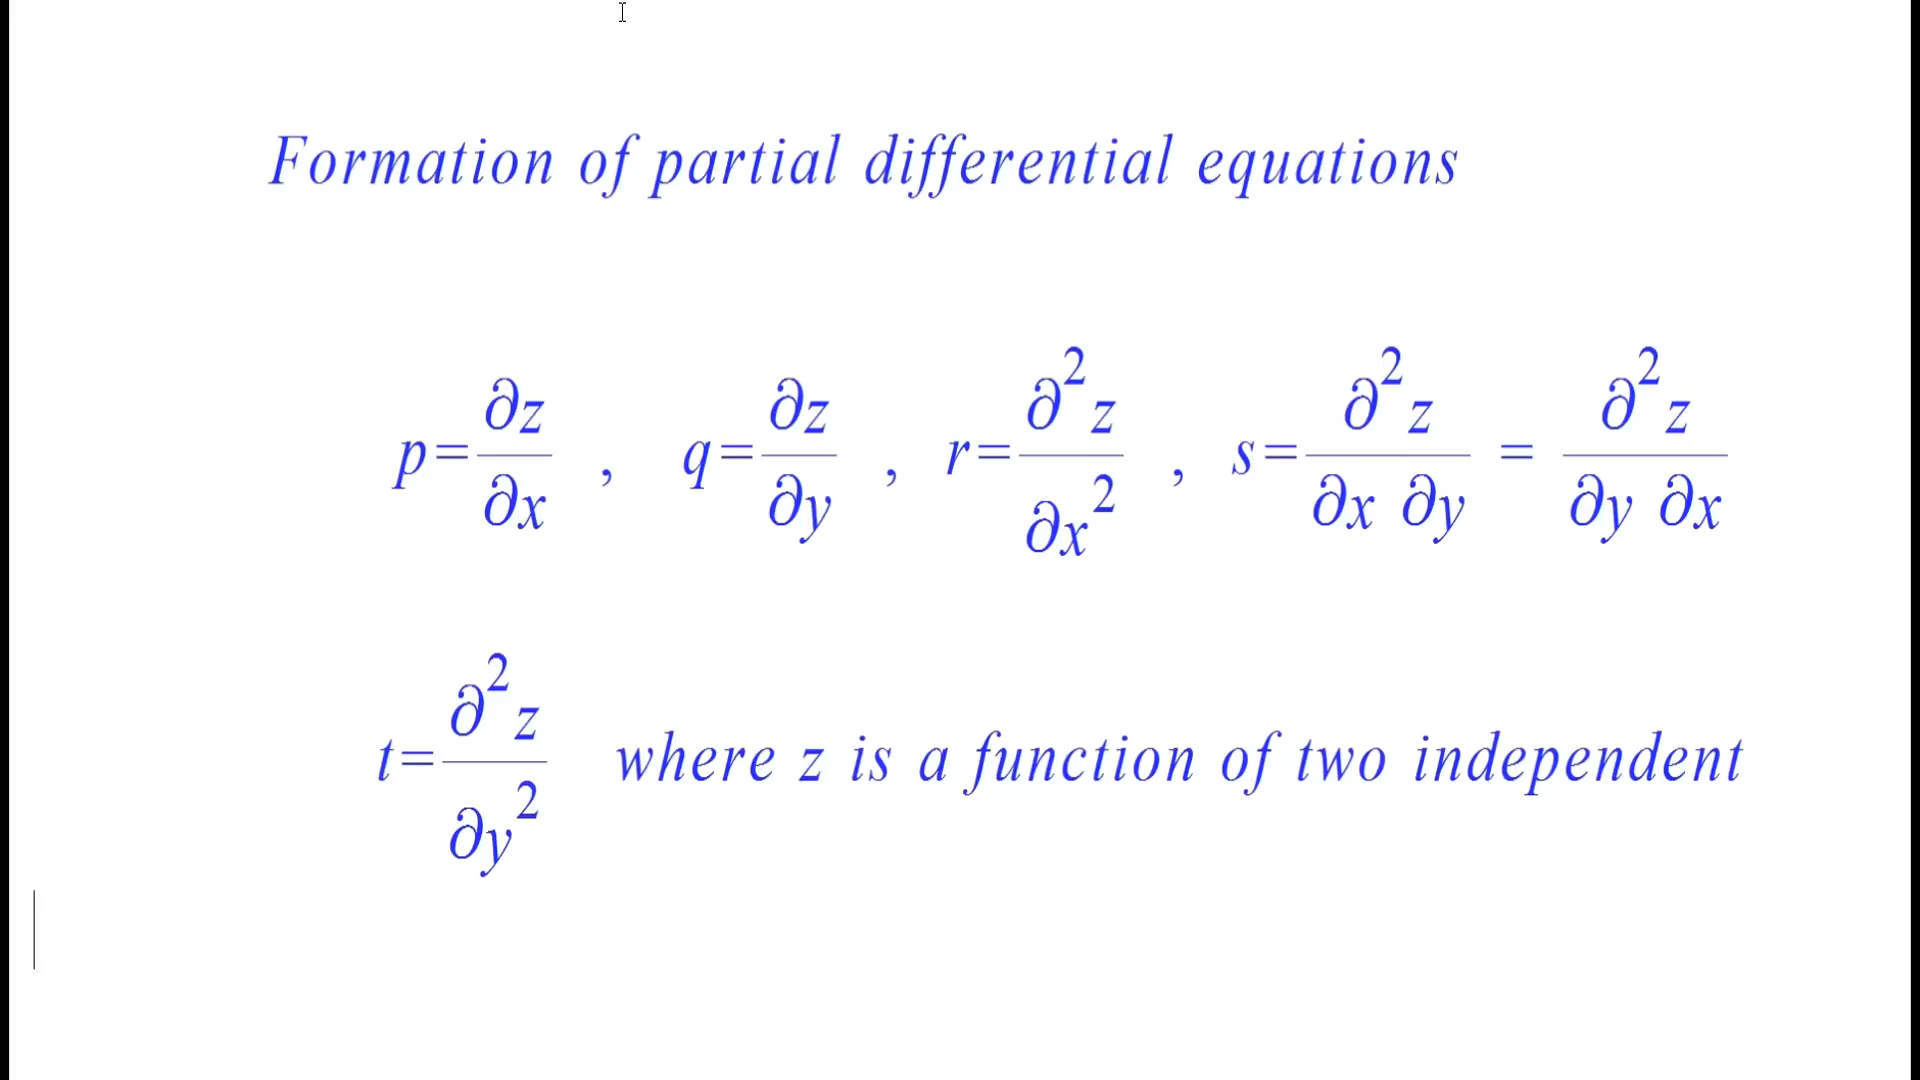 Formation of partial differential equations
p=∂z/∂x , q=∂z/∂y , r=∂²z/∂x² , s=∂²z/∂x ∂y = ∂²z/∂y ∂x
t=∂²z/∂y² where z is a function of two independent